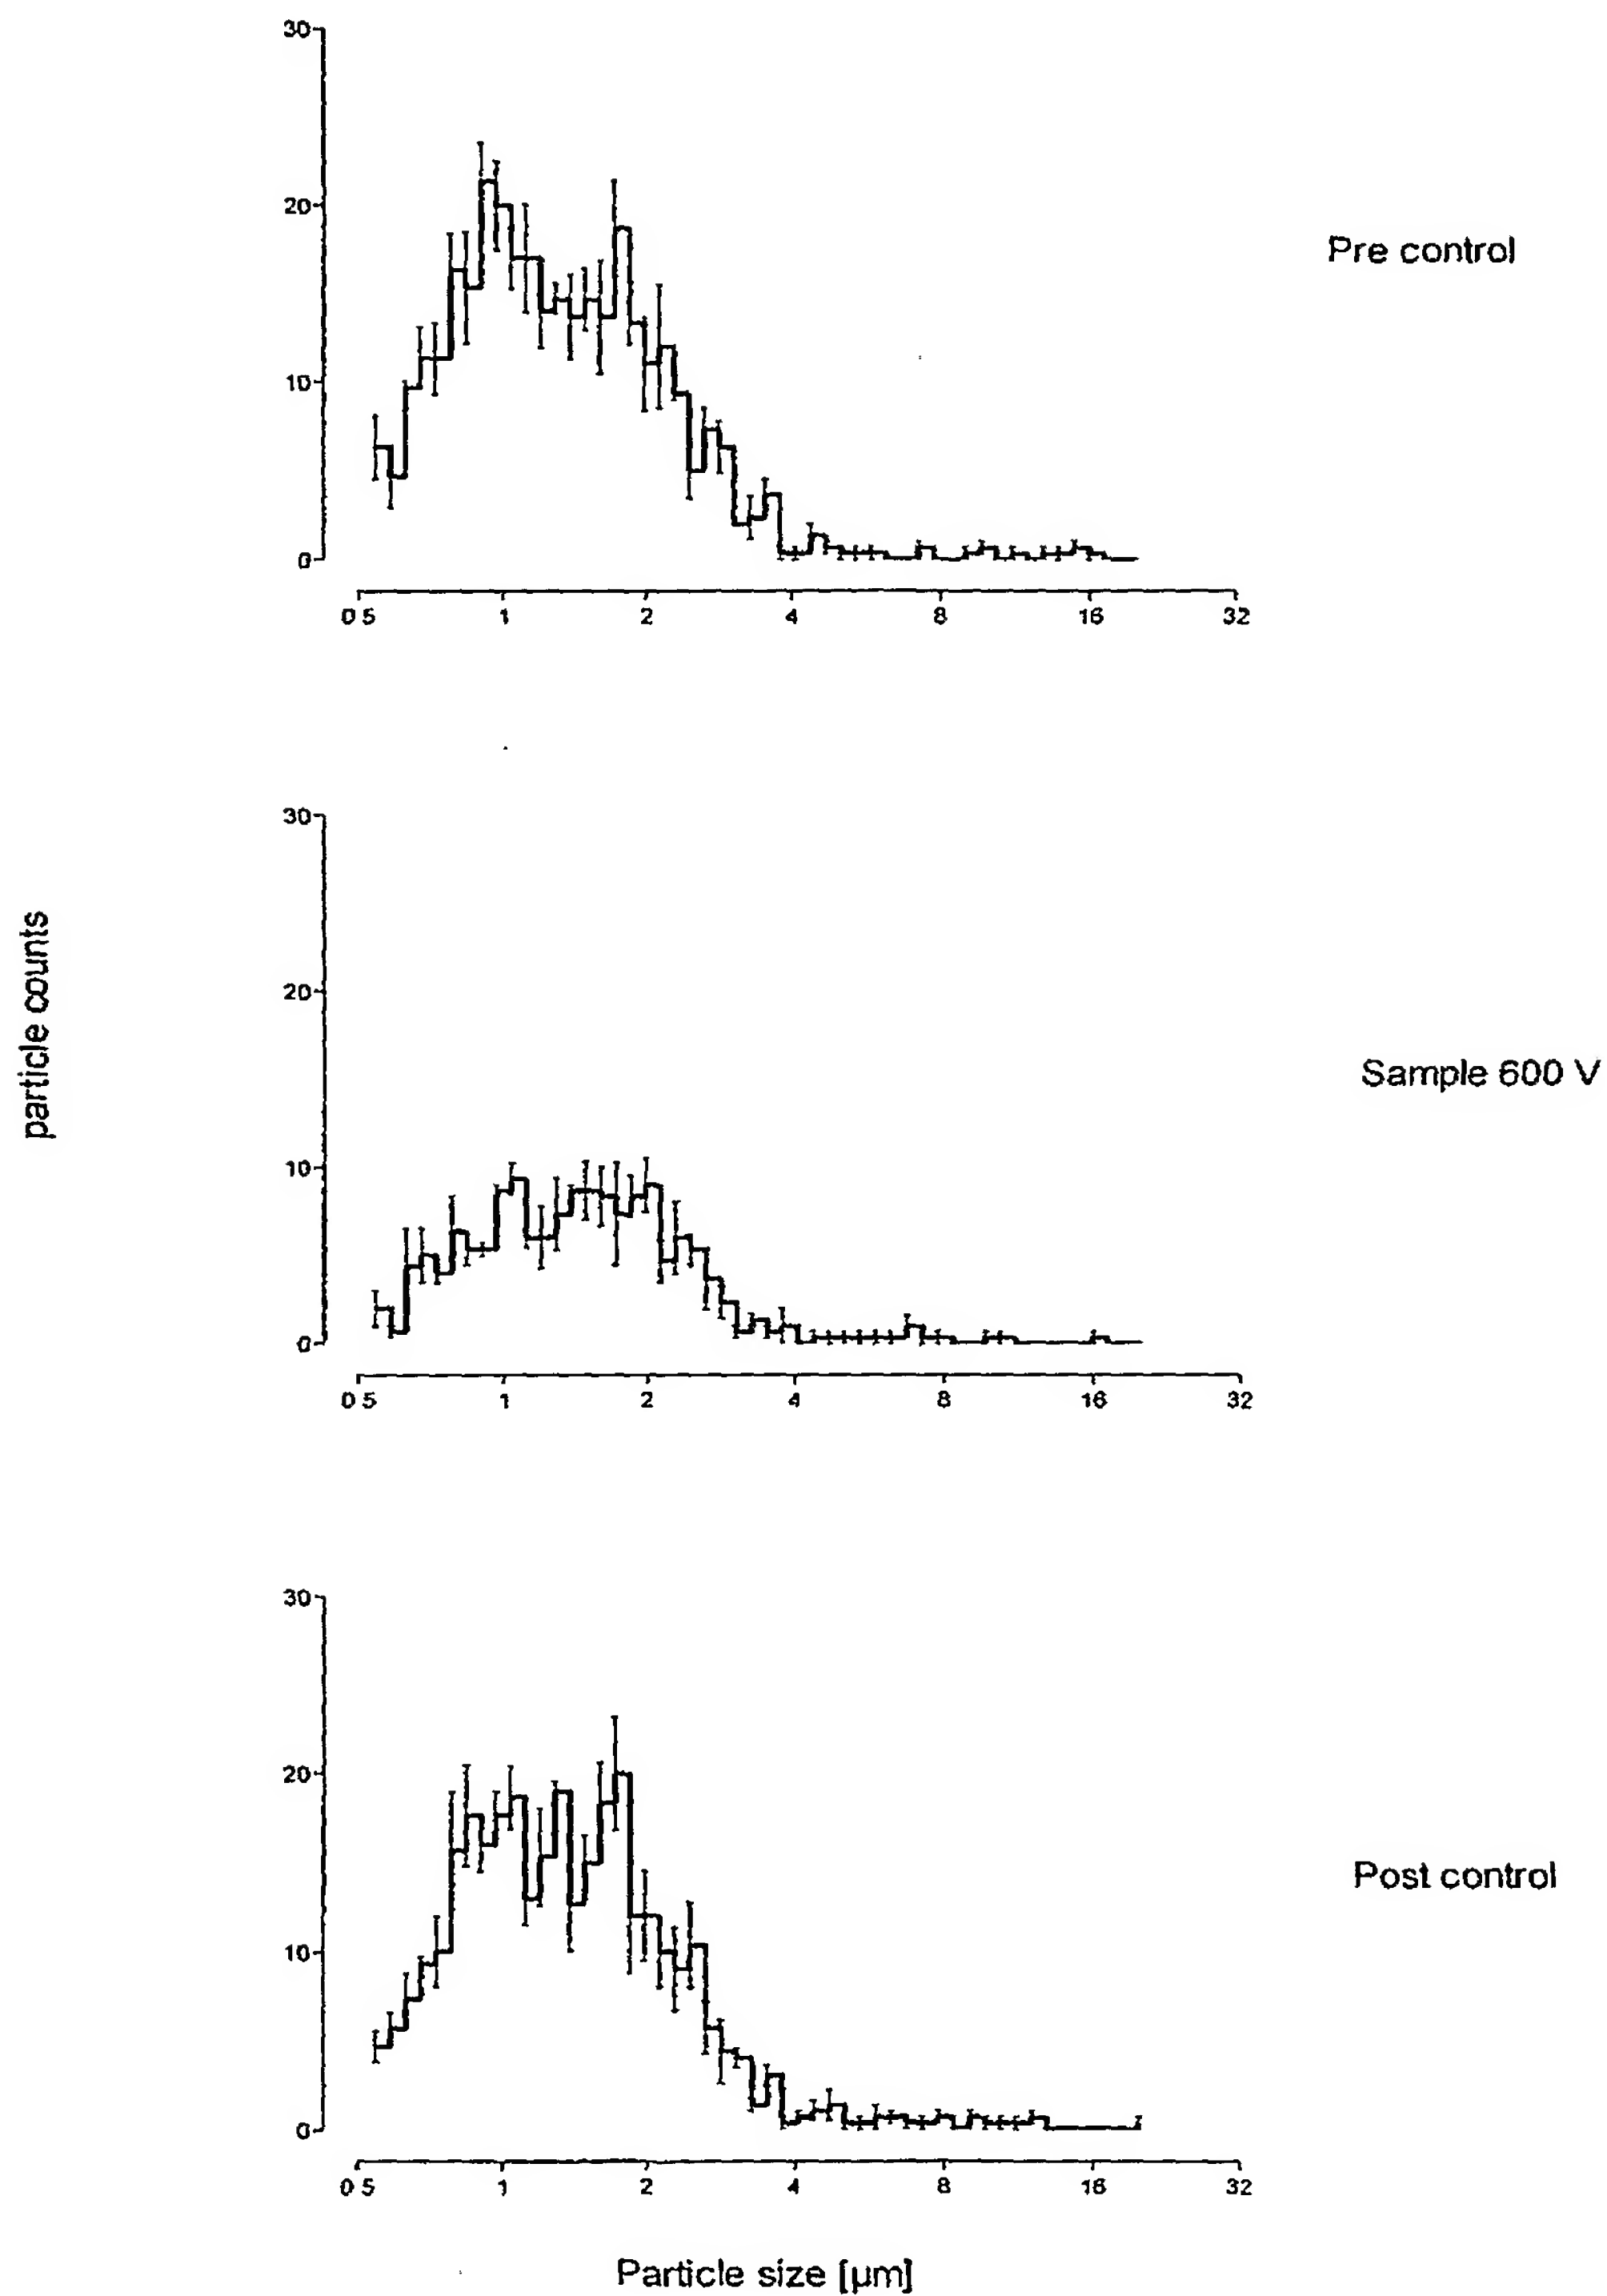 30
20
10
0
Pre control
0 5 1 2 4 8 16 32
particle counts
30
20
10
0
Sample 600 V
0 5 1 2 4 8 16 32
30
20
10
0
Post control
0 5 1 2 4 8 16 32
Particle size [µm]